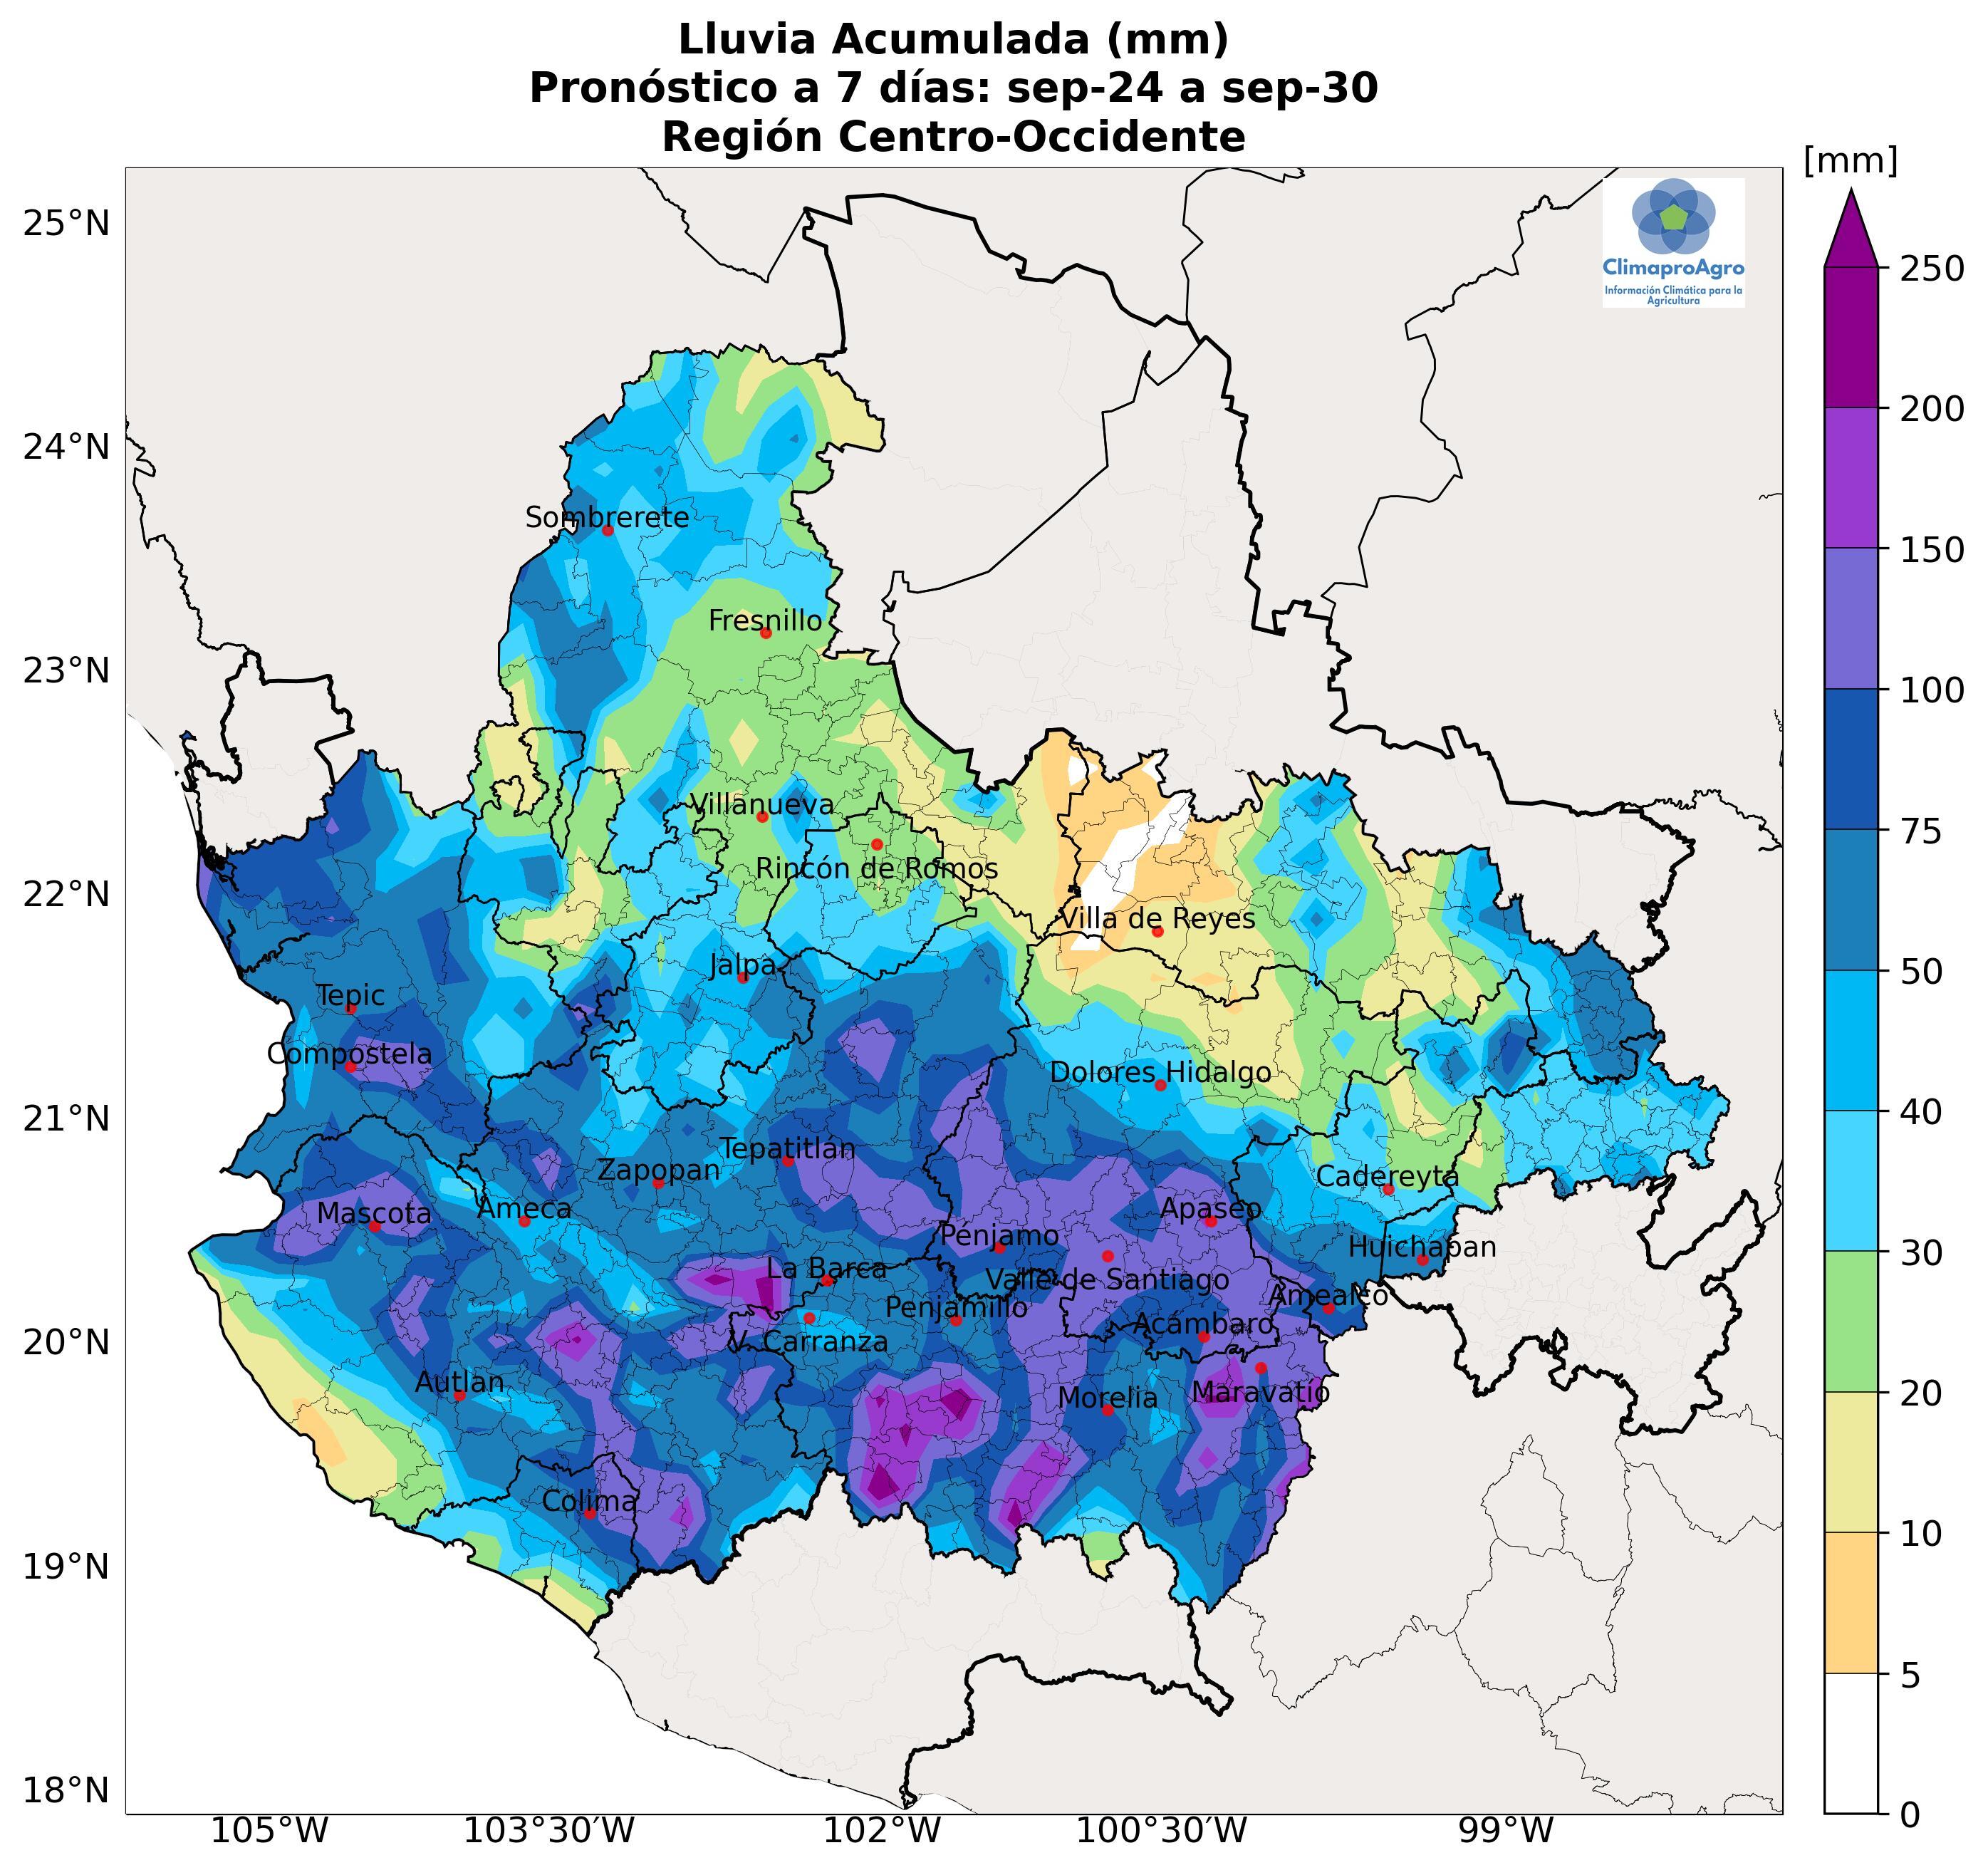 Lluvia Acumulada (mm)
Pronóstico a 7 días: sep-24 a sep-30
Región Centro-Occidente
[mm]
ClimaproAgro
Información Climática para la
Agricultura
25°N
24°N
23°N
22°N
21°N
20°N
19°N
18°N
Sombrerete
Fresnillo
Villanueva
Rincón de Romos
Villa de Reyes
Jalpa
Tepic
Compostela
Dolores Hidalgo
Tepatitlán
Zapopan
Cadereyta
Mascota
Ameca
Apaseo
Pénjamo
Huichapan
La Barca
Valle de Santiago
Amealco
Penjamillo
Acámbaro
V. Carranza
Autlan
Morelia
Maravatío
Colima
105°W
103°30'W
102°W
100°30'W
99°W
250
200
150
100
75
50
40
30
20
10
5
0